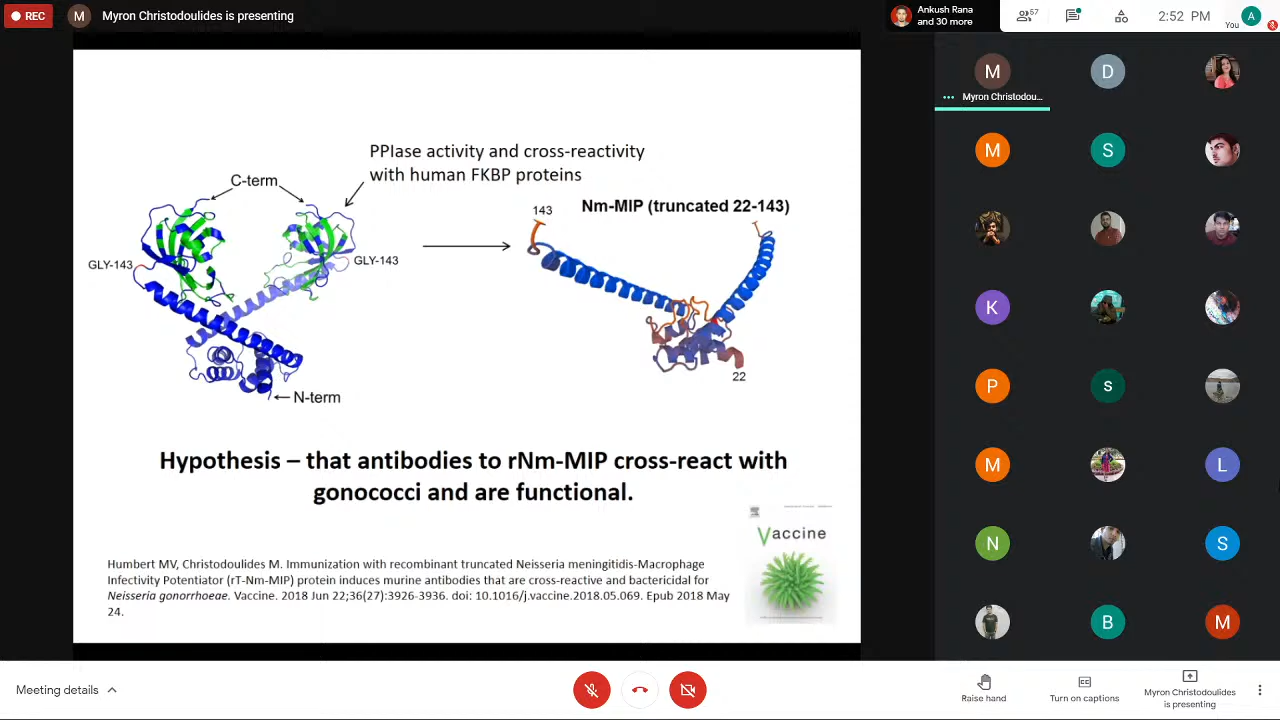 REC
M
Myron Christodoulides is presenting
Ankush Rana
and 30 more
57
2:52 PM
A
You
PPIase activity and cross-reactivity
with human FKBP proteins
C-term
GLY-143
GLY-143
N-term
143
Nm-MIP (truncated 22-143)
22
Hypothesis – that antibodies to rNm-MIP cross-react with
gonococci and are functional.
Vaccine
Humbert MV, Christodoulides M. Immunization with recombinant truncated Neisseria meningitidis-Macrophage
Infectivity Potentiator (rT-Nm-MIP) protein induces murine antibodies that are cross-reactive and bactericidal for
Neisseria gonorrhoeae. Vaccine. 2018 Jun 22;36(27):3926-3936. doi: 10.1016/j.vaccine.2018.05.069. Epub 2018 May
24.
M
D
Myron Christodou...
M
S
K
P
s
M
L
N
S
B
M
Meeting details
Raise hand
CC
Turn on captions
Myron Christodoulides
is presenting